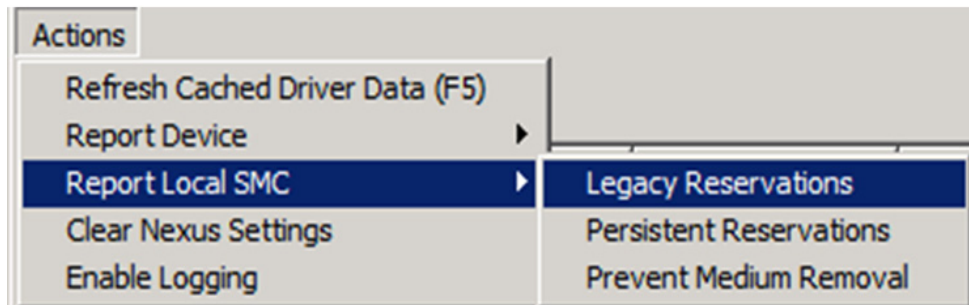 Actions
Refresh Cached Driver Data (F5)
Report Device
Report Local SMC
Legacy Reservations
Clear Nexus Settings
Persistent Reservations
Enable Logging
Prevent Medium Removal